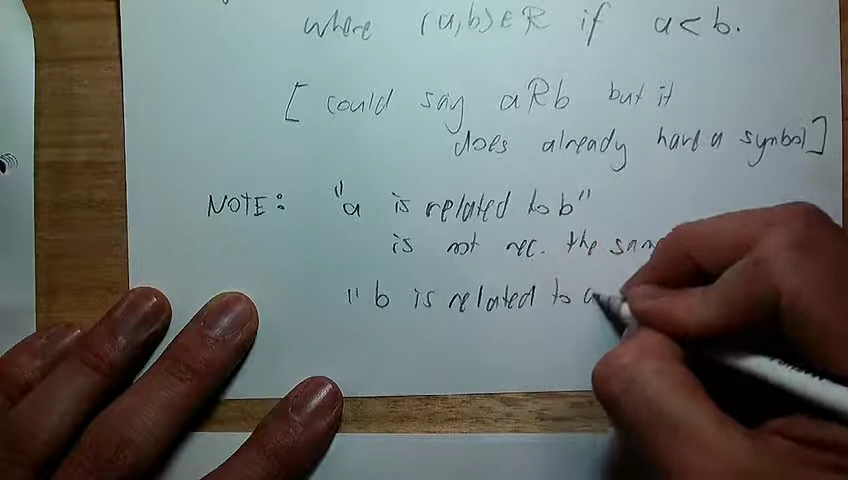 where (a,b)∈R if a<b.
[ could say aRb but it
does already have a symbol]
NOTE: "a is related to b"
is not nec. the same
" b is related to a